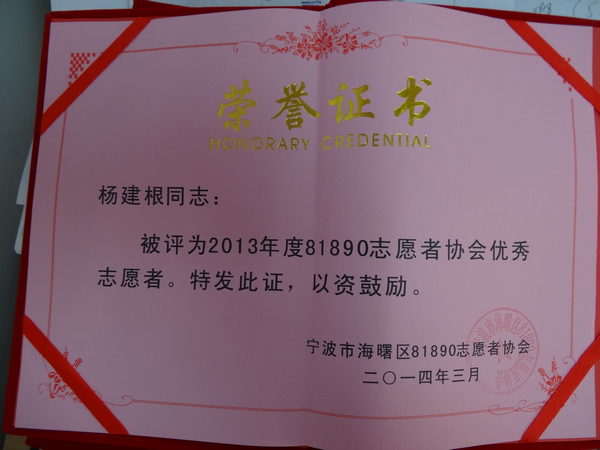 荣誉证书
HONORARY CREDENTIAL
杨建根同志：
被评为2013年度81890志愿者协会优秀
志愿者。特发此证，以资鼓励。
宁波市海曙区81890志愿者协会
二〇一四年三月